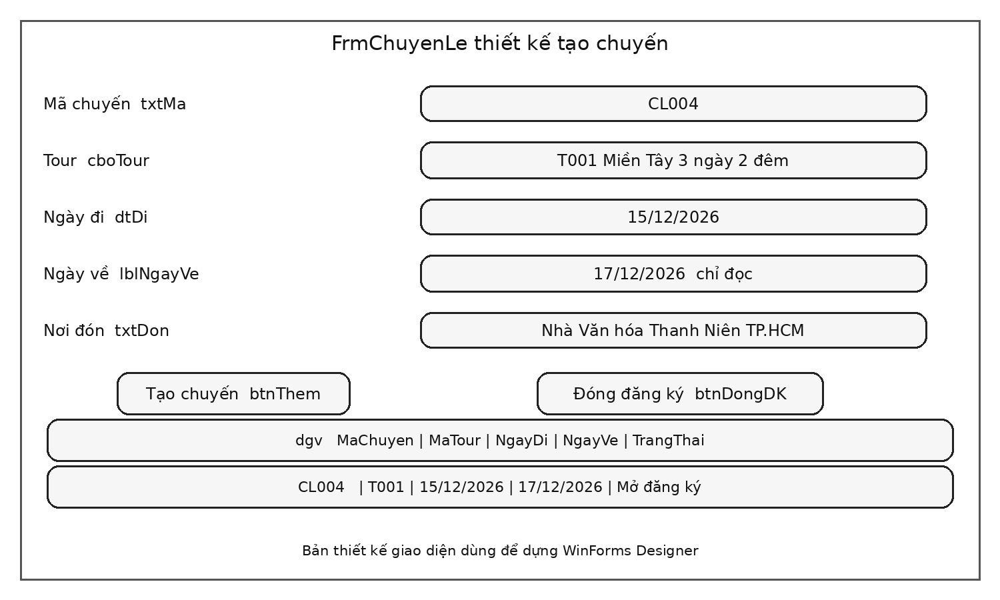 FrmChuyenLe thiết kế tạo chuyến
Mã chuyến  txtMa
CL004
Tour  cboTour
T001 Miền Tây 3 ngày 2 đêm
Ngày đi  dtDi
15/12/2026
Ngày về  lblNgayVe
17/12/2026  chỉ đọc
Nơi đón  txtDon
Nhà Văn hóa Thanh Niên TP.HCM
Tạo chuyến  btnThem
Đóng đăng ký  btnDongDK
dgv   MaChuyen | MaTour | NgayDi | NgayVe | TrangThai
CL004   | T001 | 15/12/2026 | 17/12/2026 | Mở đăng ký
Bản thiết kế giao diện dùng để dựng WinForms Designer